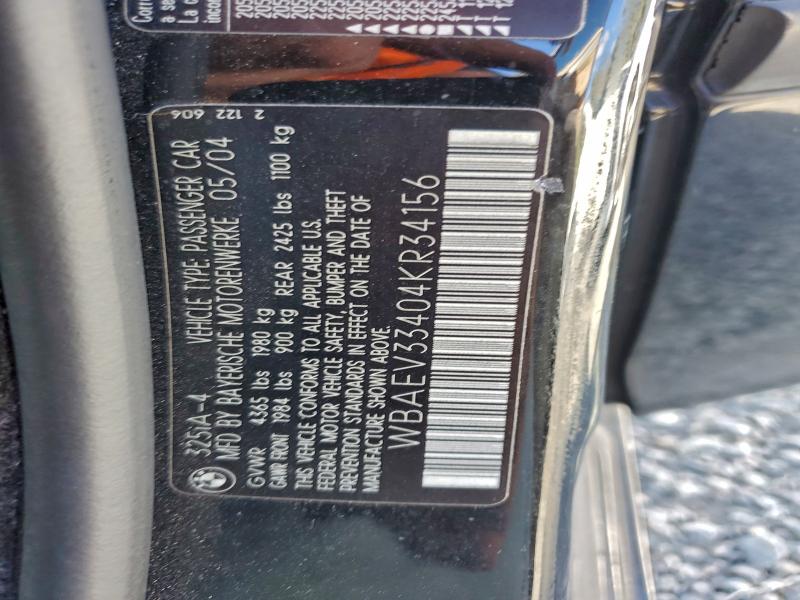 325iA-4 VEHICLE TYPE: PASSENGER CAR 2 122 604
MFD BY BAYERISCHE MOTORENWERKE 05/04
GVWR 4365 lbs 1980 kg
GAWR FRONT 1984 lbs 900 kg REAR 2425 lbs 1100 kg
THIS VEHICLE CONFORMS TO ALL APPLICABLE U.S.
FEDERAL MOTOR VEHICLE SAFETY, BUMPER AND THEFT
PREVENTION STANDARDS IN EFFECT ON THE DATE OF
MANUFACTURE SHOWN ABOVE.
WBAEV33404KR34156